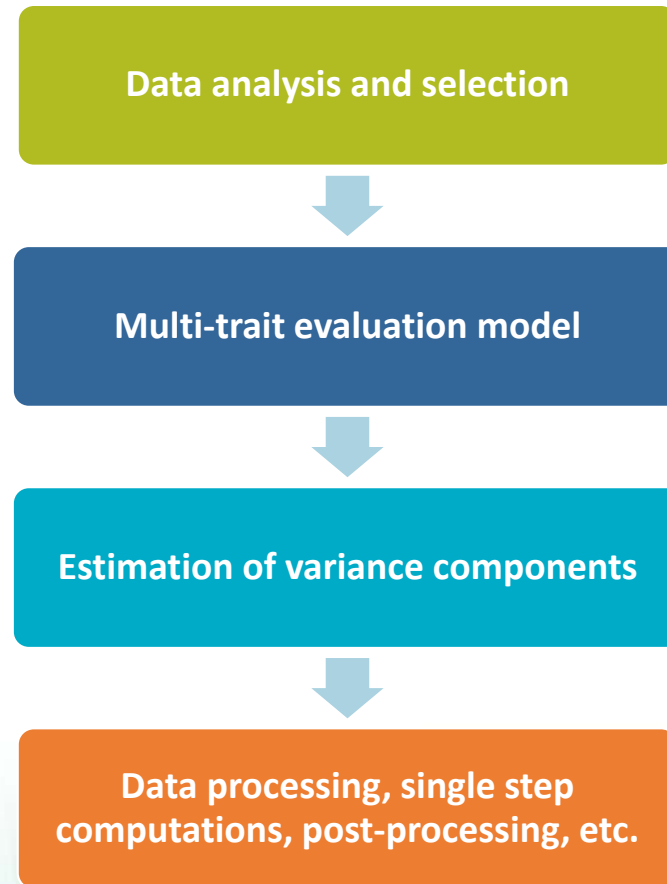 Data analysis and selection
Multi-trait evaluation model
Estimation of variance components
Data processing, single step
computations, post-processing, etc.